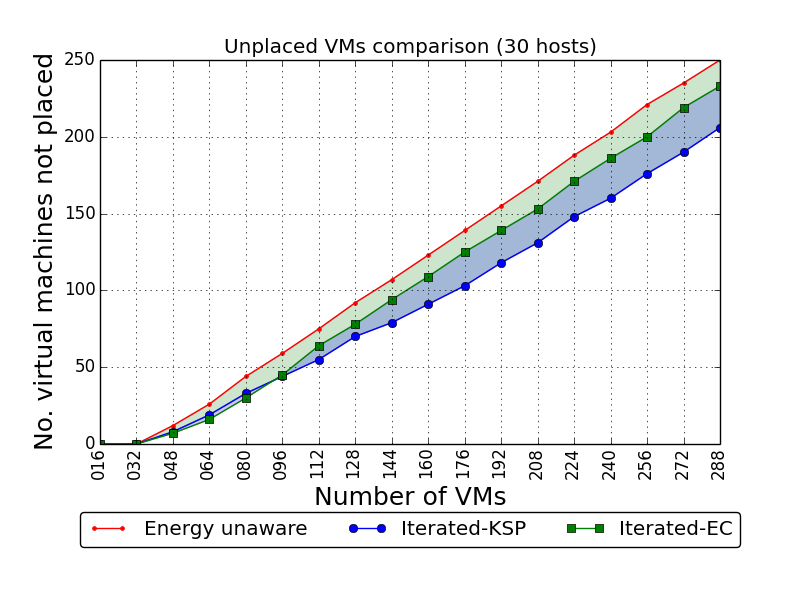 Unplaced VMs comparison (30 hosts)
No. virtual machines not placed
250
200
150
100
50
0
016 032 048 064 080 096 112 128 144 160 176 192 208 224 240 256 272 288
Number of VMs
Energy unaware Iterated-KSP Iterated-EC